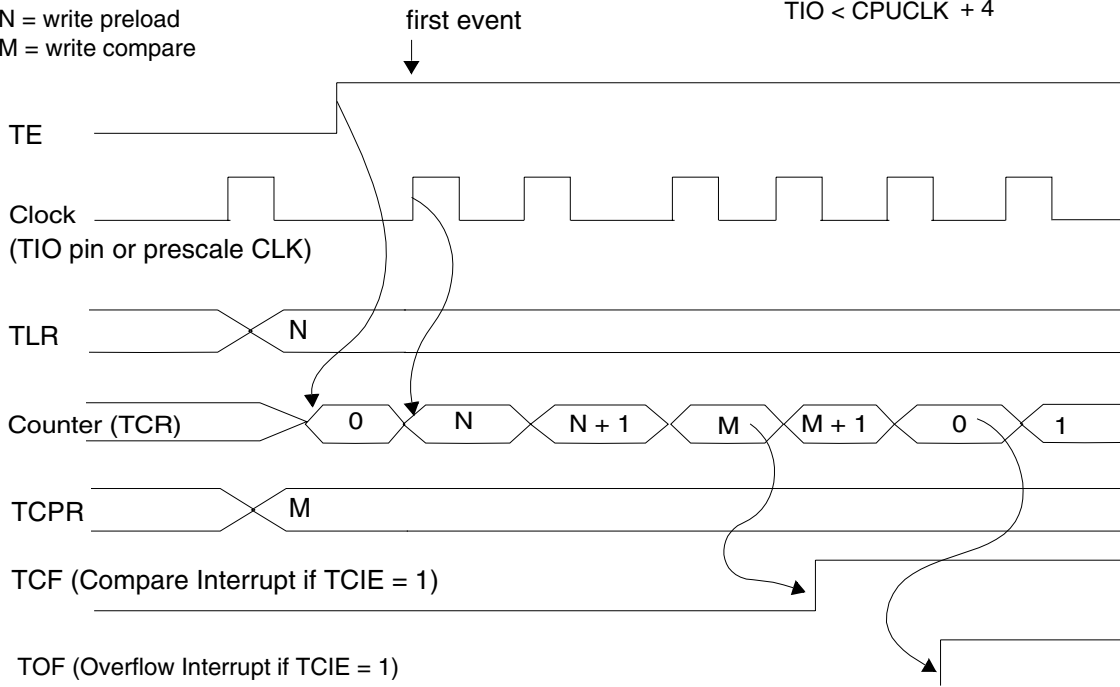 N = write preload
M = write compare
first event
TIO < CPUCLK + 4
TE
Clock
(TIO pin or prescale CLK)
TLR
N
Counter (TCR)
0
N
N + 1
M
M + 1
0
1
TCPR
M
TCF (Compare Interrupt if TCIE = 1)
TOF (Overflow Interrupt if TCIE = 1)